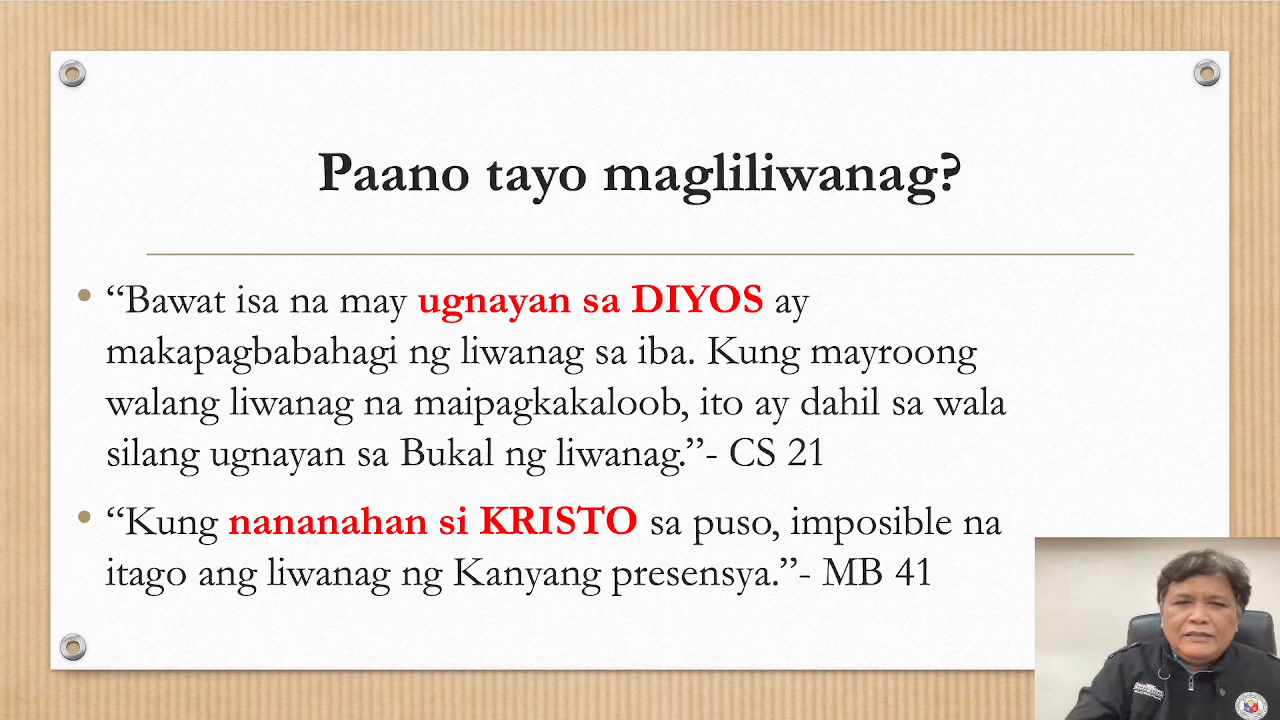 Paano tayo magliliwanag?
“Bawat isa na may ugnayan sa DIYOS ay
makapagbabahagi ng liwanag sa iba. Kung mayroong
walang liwanag na maipagkakaloob, ito ay dahil sa wala
silang ugnayan sa Bukal ng liwanag.”- CS 21
“Kung nananahan si KRISTO sa puso, imposible na
itago ang liwanag ng Kanyang presensya.”- MB 41